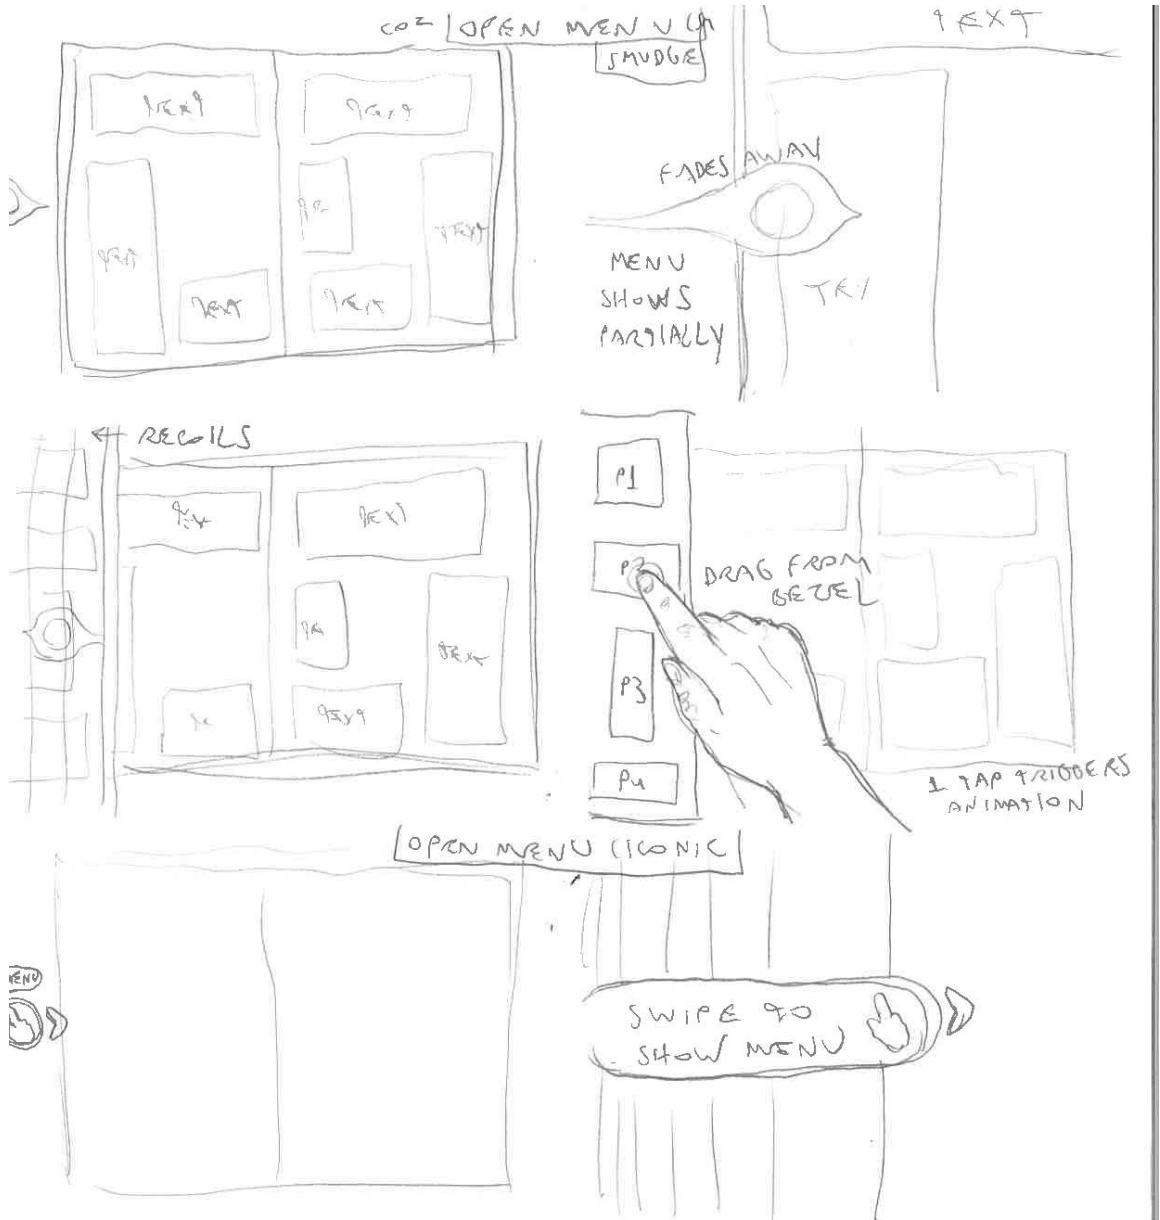 CO2 OPEN MENU
SMUDGE
TEXT
TEXT
TEXT
TEXT
TEXT
TEXT
TEXT
FADES AWAY
MENU
SHOWS
PARTIALLY
← RECOILS
TEXT
TEXT
TEXT
P1
DRAG FROM
BEZEL
P3
P4
1 TAP TRIGGERS
ANIMATION
OPEN MENU (ICONIC
MENU
SWIPE TO
SHOW MENU